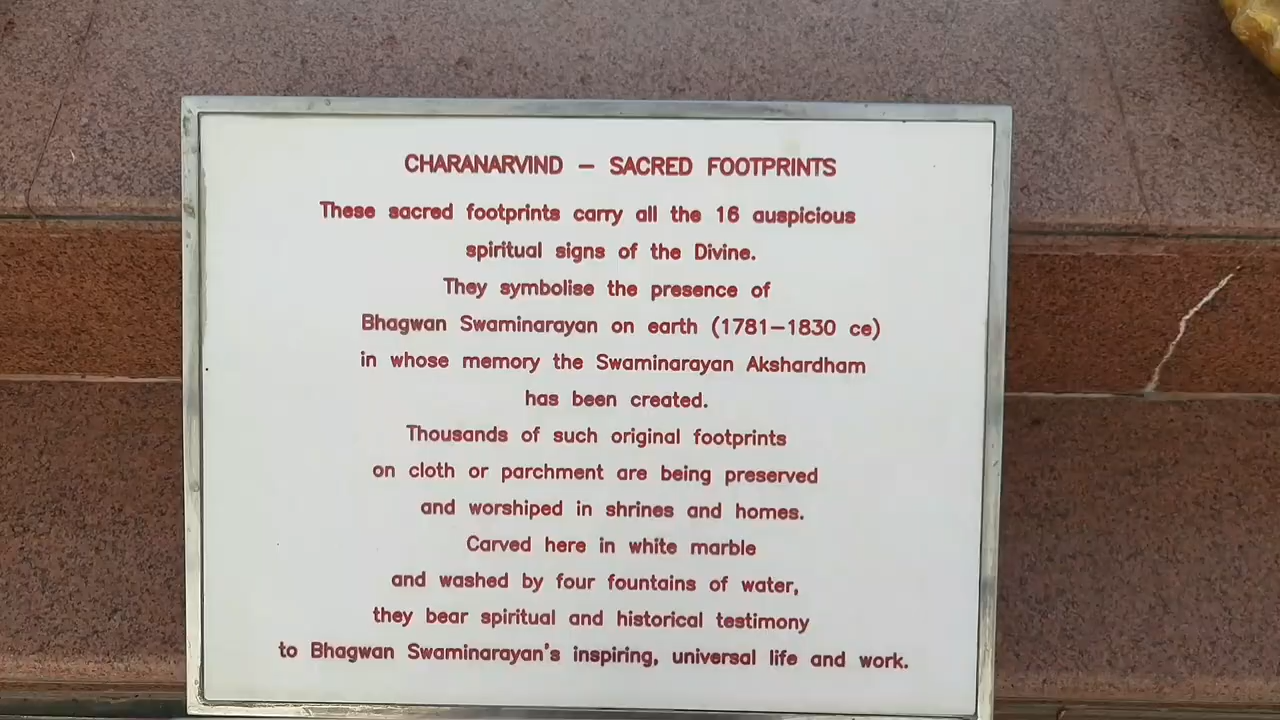 CHARANARVIND – SACRED FOOTPRINTS
These sacred footprints carry all the 16 auspicious
spiritual signs of the Divine.
They symbolise the presence of
Bhagwan Swaminarayan on earth (1781–1830 ce)
in whose memory the Swaminarayan Akshardham
has been created.
Thousands of such original footprints
on cloth or parchment are being preserved
and worshiped in shrines and homes.
Carved here in white marble
and washed by four fountains of water,
they bear spiritual and historical testimony
to Bhagwan Swaminarayan's inspiring, universal life and work.